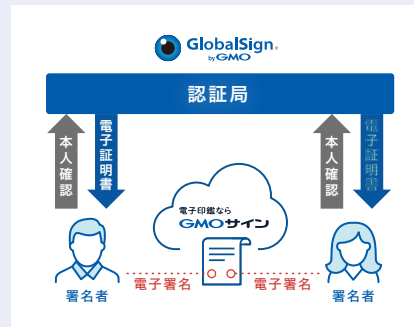 GlobalSign.
by GMO
認証局
本人確認
電子証明書
本人確認
電子証明書
電子印鑑なら
GMOサイン
電子署名
電子署名
署名者
署名者